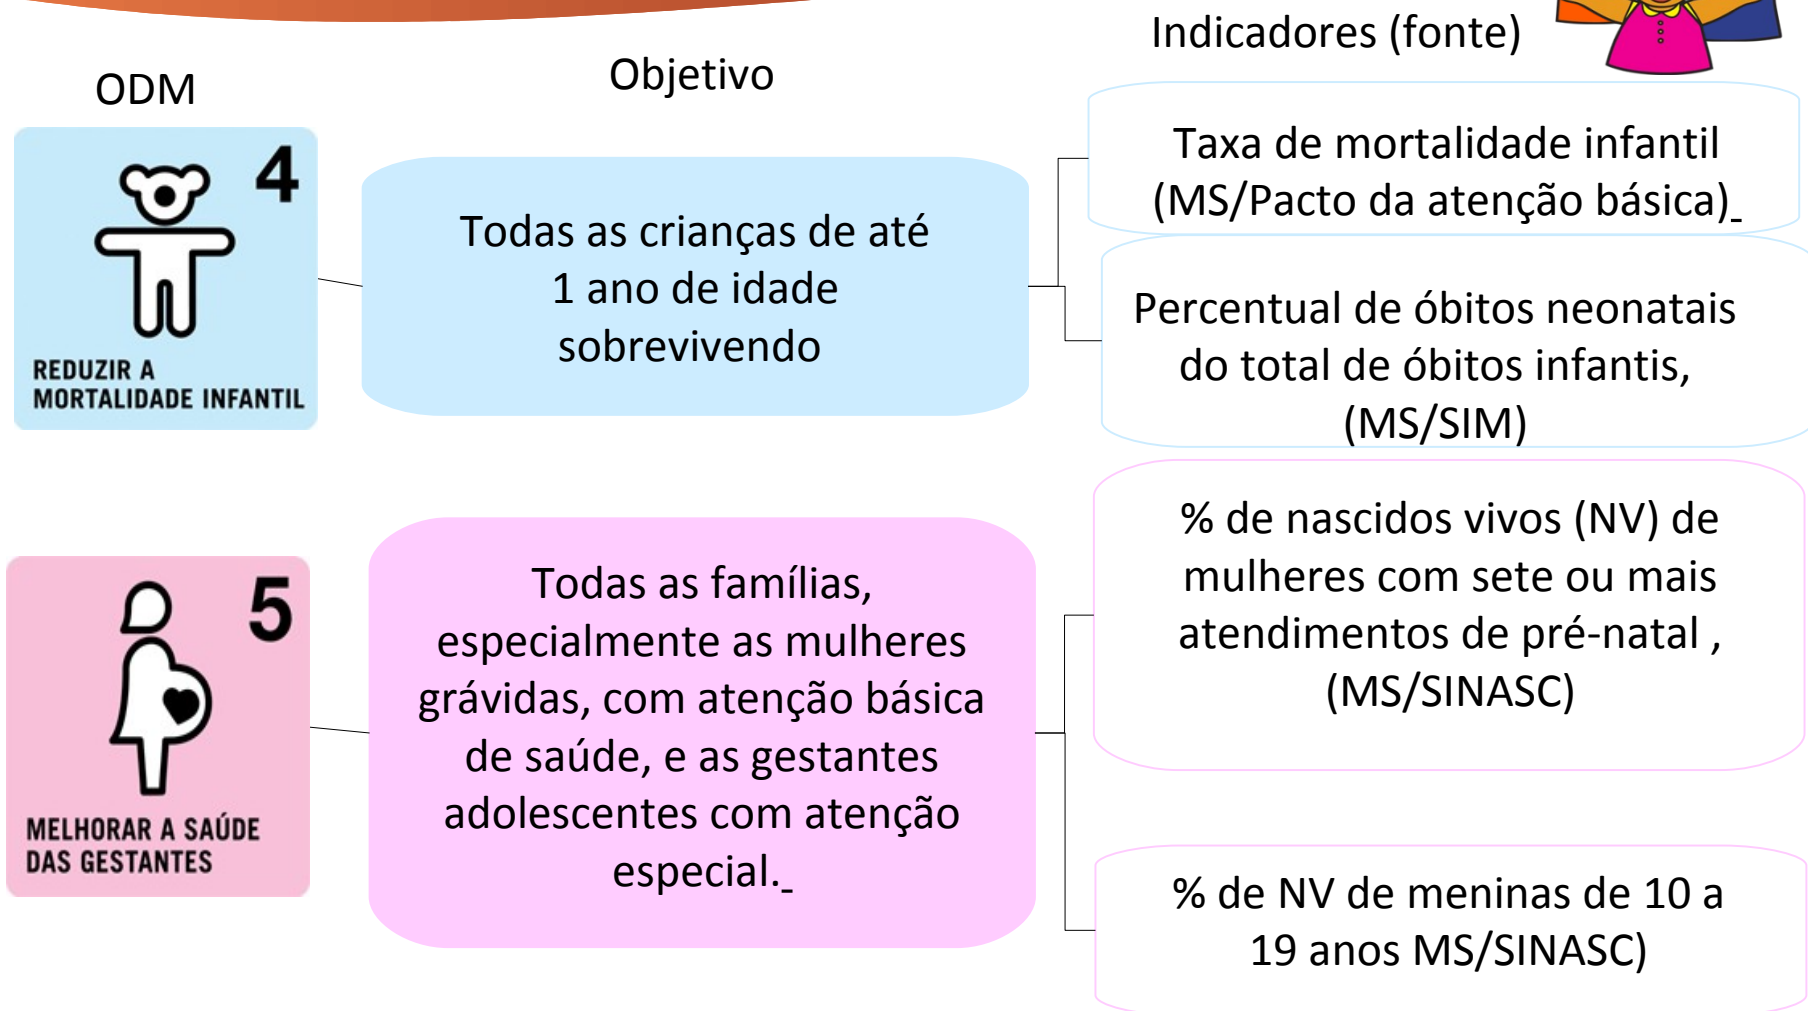 Indicadores (fonte)
ODM
Objetivo
4
REDUZIR A
MORTALIDADE INFANTIL
Todas as crianças de até
1 ano de idade
sobrevivendo
Taxa de mortalidade infantil
(MS/Pacto da atenção básica)
Percentual de óbitos neonatais
do total de óbitos infantis,
(MS/SIM)
5
MELHORAR A SAÚDE
DAS GESTANTES
Todas as famílias,
especialmente as mulheres
grávidas, com atenção básica
de saúde, e as gestantes
adolescentes com atenção
especial.
% de nascidos vivos (NV) de
mulheres com sete ou mais
atendimentos de pré-natal ,
(MS/SINASC)
% de NV de meninas de 10 a
19 anos MS/SINASC)